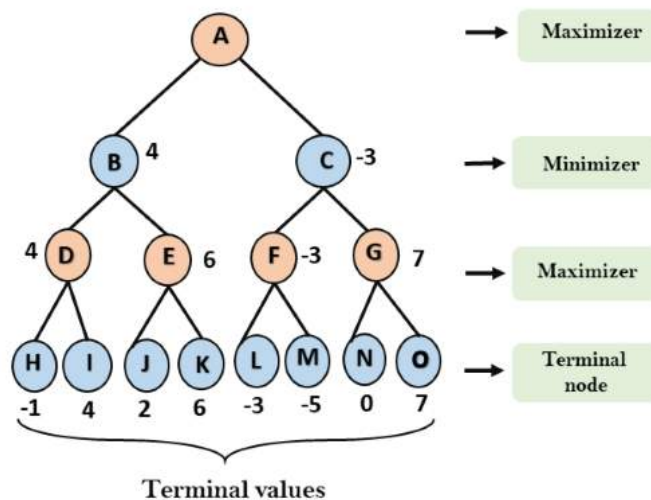 A
Maximizer
B 4 C -3
Minimizer
4 D E 6 F -3 G 7
Maximizer
H I J K L M N O
Terminal
node
-1 4 2 6 -3 -5 0 7
Terminal values